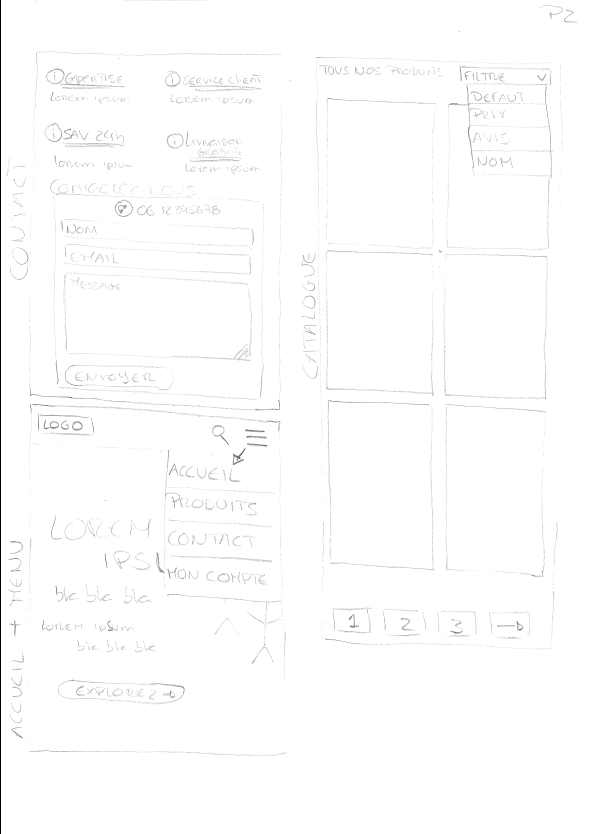 P2
CONTACT
ⓘ EXPERTISE
Lorem ipsum
ⓘ SERVICE CLIENT
Lorem ipsum
ⓘ SAV 24h
lorem ipsum
ⓘ Livraison
GRATUITE
Lorem ipsum
CONTACTEZ NOUS
06 12345678
NOM
EMAIL
MESSAGE
ENVOYER
ACCUEIL + MENU
LOGO
ACCUEIL
PRODUITS
CONTACT
MON COMPTE
LOREM
IPSU
bla bla bla
LOREM ipsum
bla bla bla
EXPLOREZ →
CATALOGUE
TOUS NOS PRODUITS
FILTRE
DEFAUT
PRIX
AVIS
NOM
1 2 3 →